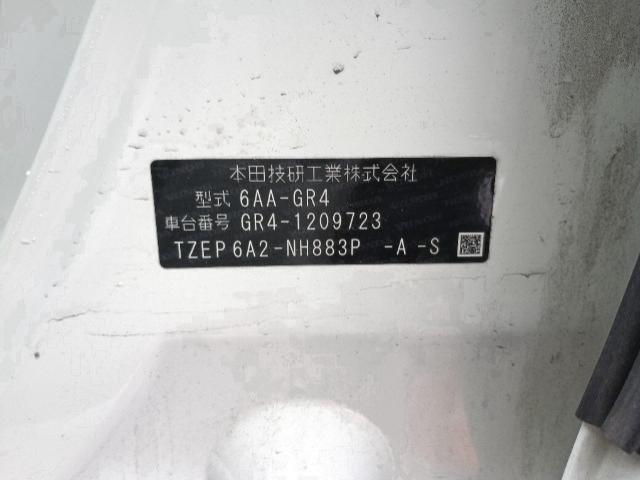 本田技研工業株式会社
型式 6AA-GR4
車台番号 GR4-1209723
TZEP 6A2-NH883P -A -S